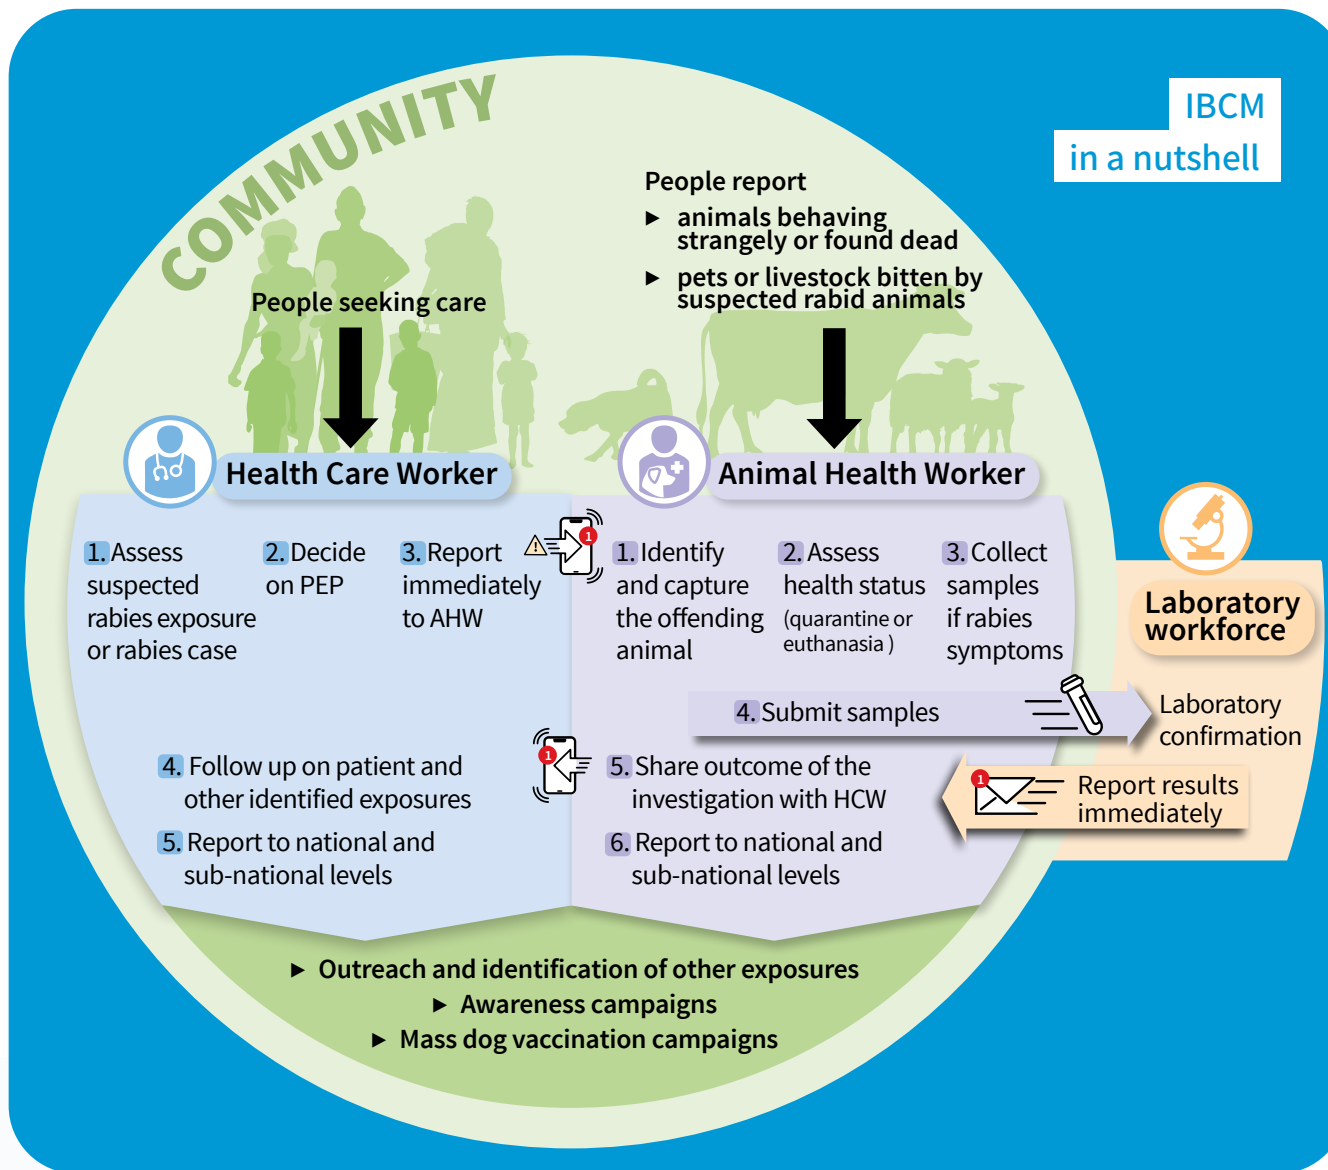 IBCM
in a nutshell
COMMUNITY
People seeking care
People report
► animals behaving
strangely or found dead
► pets or livestock bitten by
suspected rabid animals
Health Care Worker
1. Assess
suspected
rabies exposure
or rabies case
2. Decide
on PEP
3. Report
immediately
to AHW
1
4. Follow up on patient and
other identified exposures
5. Report to national and
sub-national levels
Animal Health Worker
1. Identify
and capture
the offending
animal
2. Assess
health status
(quarantine or
euthanasia )
3. Collect
samples
if rabies
symptoms
4. Submit samples
1
5. Share outcome of the
investigation with HCW
6. Report to national and
sub-national levels
Laboratory
workforce
Laboratory
confirmation
1
Report results
immediately
► Outreach and identification of other exposures
► Awareness campaigns
► Mass dog vaccination campaigns